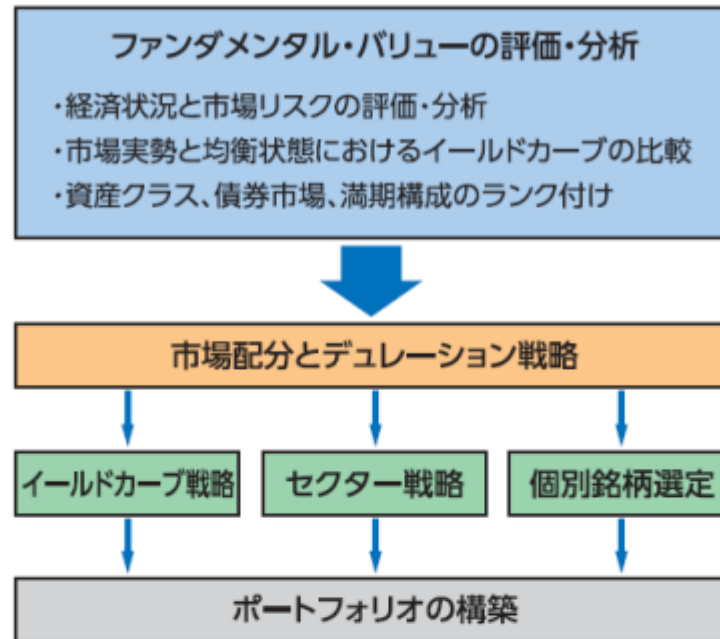 ファンダメンタル・バリューの評価・分析
・経済状況と市場リスクの評価・分析
・市場実勢と均衡状態におけるイールドカーブの比較
・資産クラス、債券市場、満期構成のランク付け
市場配分とデュレーション戦略
イールドカーブ戦略
セクター戦略
個別銘柄選定
ポートフォリオの構築